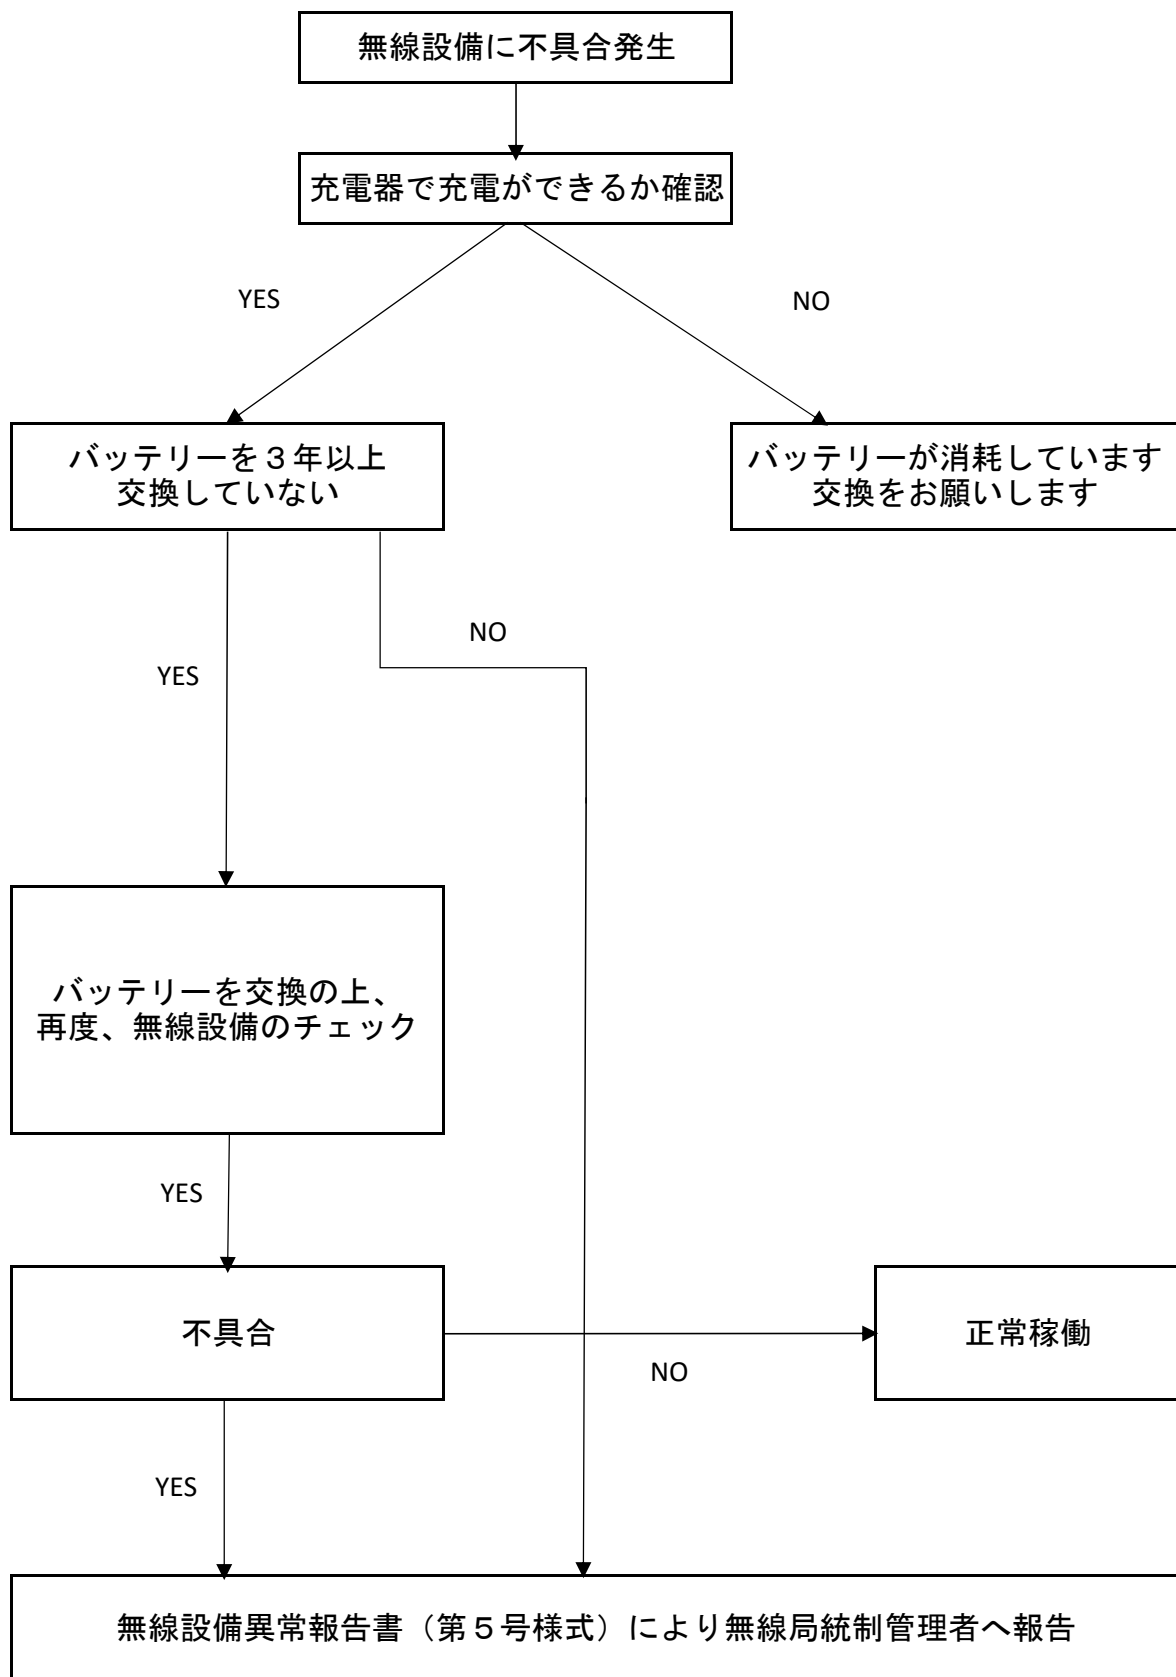 無線設備に不具合発生
充電器で充電ができるか確認
YES
NO
バッテリーを３年以上
交換していない
バッテリーが消耗しています
交換をお願いします
NO
YES
バッテリーを交換の上、
再度、無線設備のチェック
YES
不具合
正常稼働
NO
YES
無線設備異常報告書（第５号様式）により無線局統制管理者へ報告